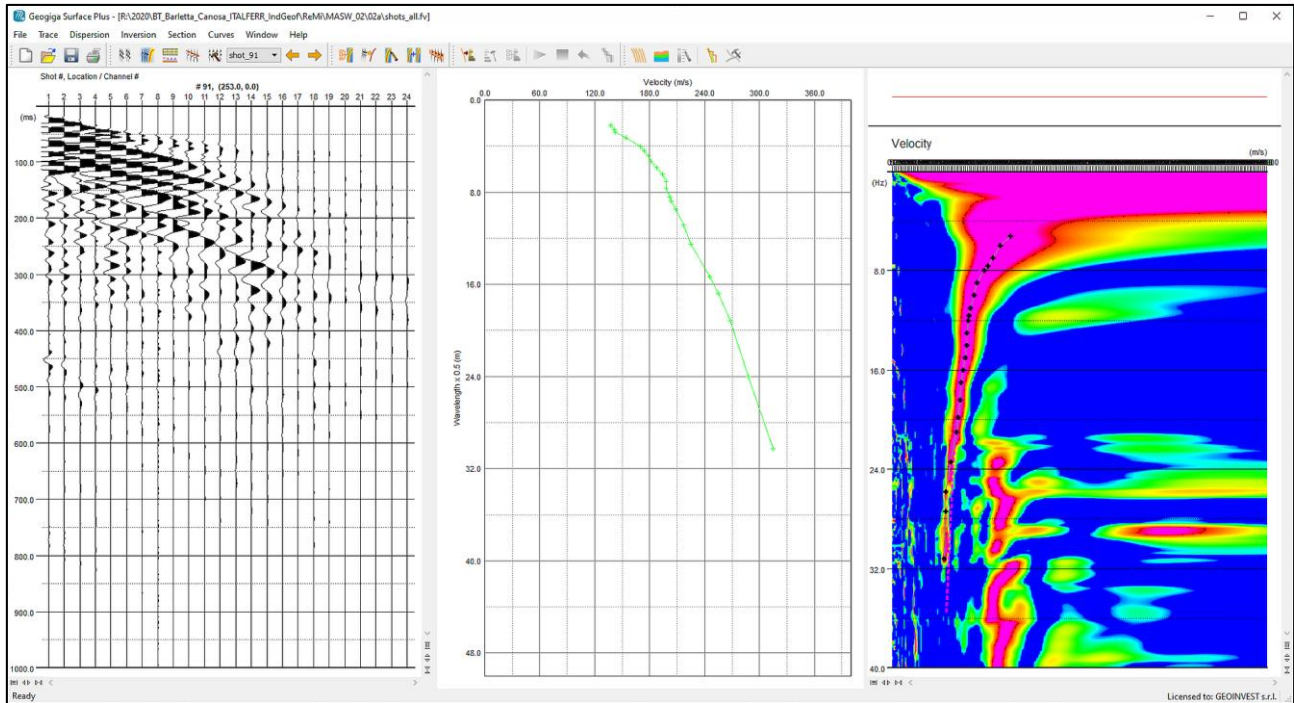 Geogiga Surface Plus - [R:\2020\BT_Barletta_Canosa_ITALFERR_IndGeof\ReMi\MASW_02\02a\shots_all.fv]
File Trace Dispersion Inversion Section Curves Window Help
shot_91
Shot #, Location / Channel #
# 91, (253.0, 0.0)
1 2 3 4 5 6 7 8 9 10 11 12 13 14 15 16 17 18 19 20 21 22 23 24
(ms)
100.0
200.0
300.0
400.0
500.0
600.0
700.0
800.0
900.0
1000.0
Velocity (m/s)
0.0 60.0 120.0 180.0 240.0 300.0 360.0
0.0
8.0
16.0
24.0
32.0
40.0
48.0
Wavelength x 0.5 (m)
Velocity
(m/s)
(Hz)
8.0
16.0
24.0
32.0
40.0
Ready
Licensed to: GEOINVEST s.r.l.